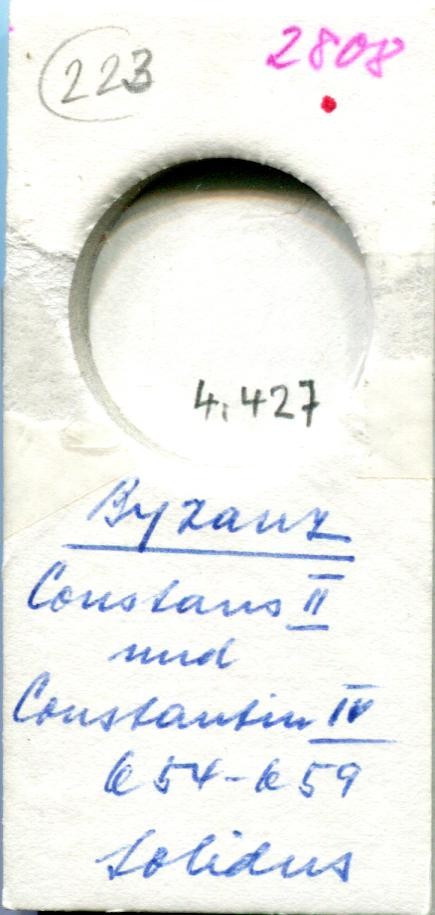 223
2808
4.427
Byzanz
Constans II
und
Constantin IV
654-659
Solidus